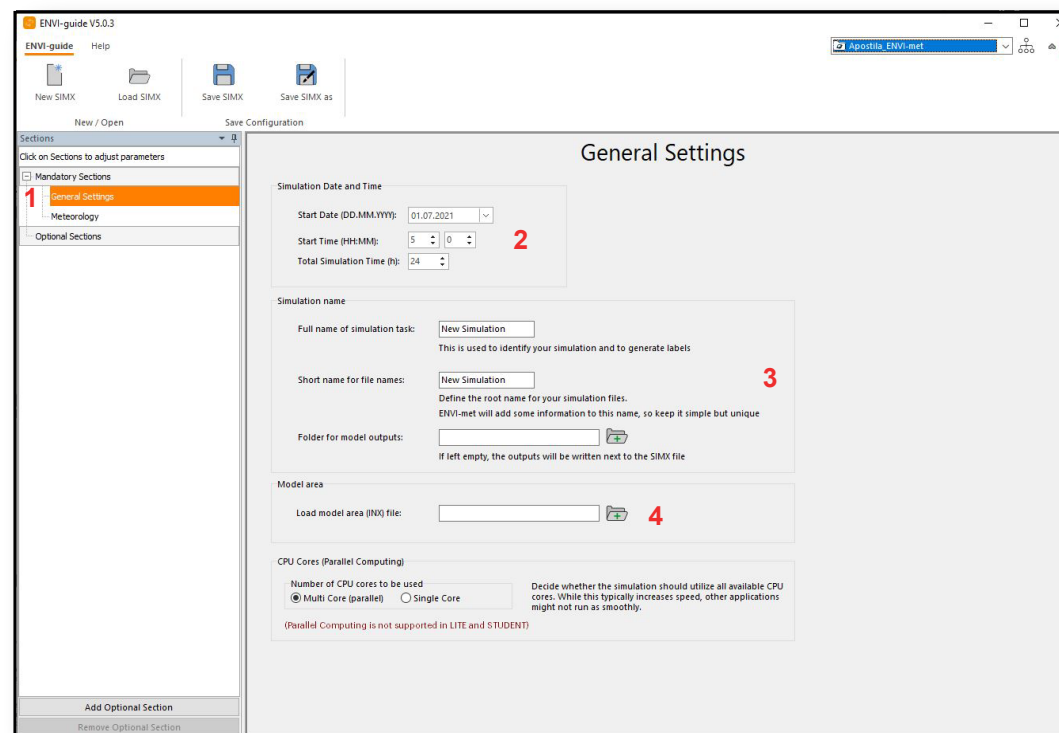 ENVI-guide V5.0.3
ENVI-guide Help
Apostila_ENVI-met
New SIMX
Load SIMX
Save SIMX
Save SIMX as
New / Open
Save Configuration
Sections
Click on Sections to adjust parameters
Mandatory Sections
1
General Settings
Meteorology
Optional Sections
Add Optional Section
Remove Optional Section
General Settings
Simulation Date and Time
Start Date (DD.MM.YYYY): 01.07.2021
Start Time (HH:MM): 5 0
2
Total Simulation Time (h): 24
Simulation name
Full name of simulation task: New Simulation
This is used to identify your simulation and to generate labels
Short name for file names: New Simulation
3
Define the root name for your simulation files.
ENVI-met will add some information to this name, so keep it simple but unique
Folder for model outputs:
If left empty, the outputs will be written next to the SIMX file
Model area
Load model area (INX) file:
4
CPU Cores (Parallel Computing)
Number of CPU cores to be used
Multi Core (parallel) Single Core
Decide whether the simulation should utilize all available CPU
cores. While this typically increases speed, other applications
might not run as smoothly.
(Parallel Computing is not supported in LITE and STUDENT)